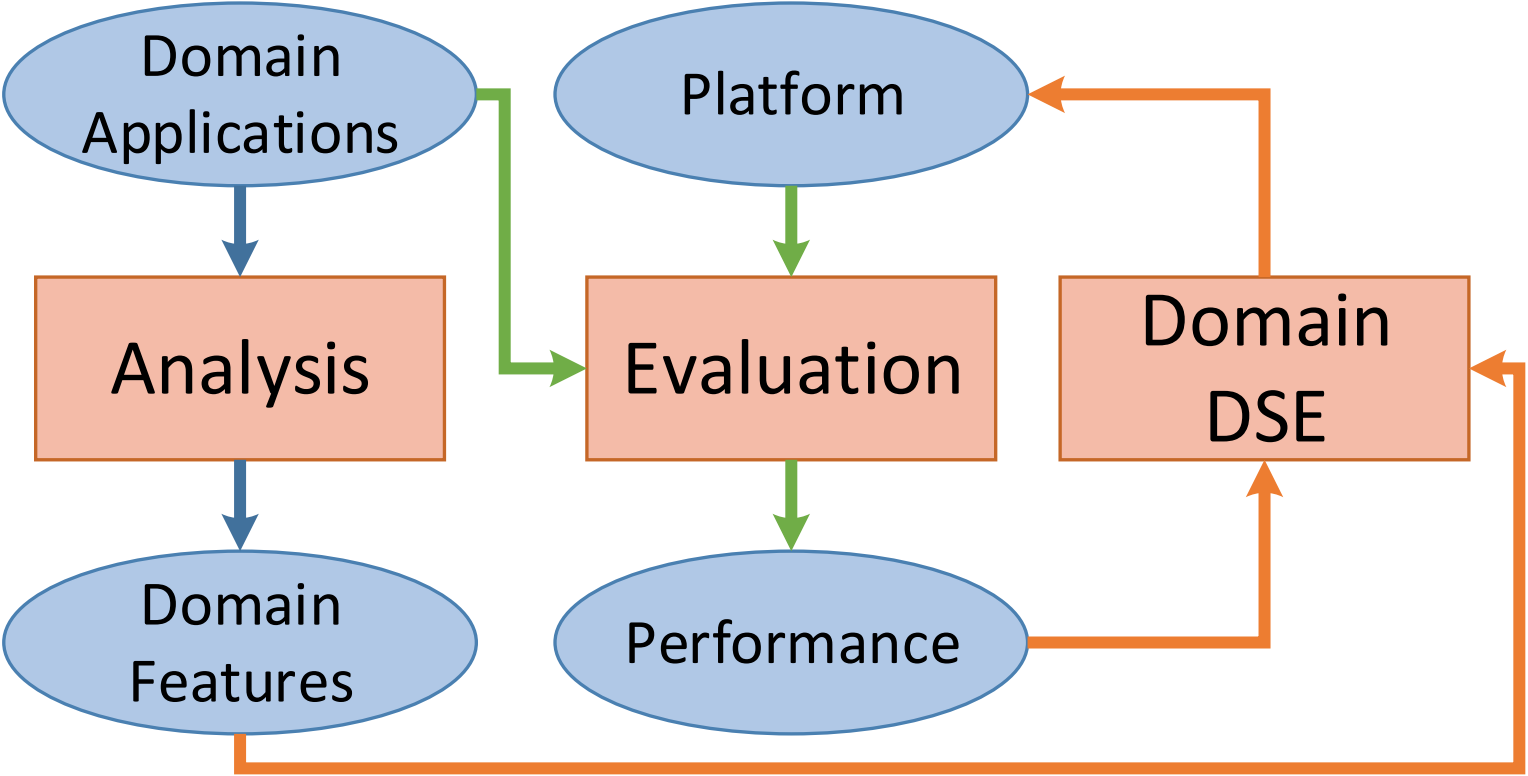 Domain
Applications
Platform
Analysis
Evaluation
Domain
DSE
Domain
Features
Performance